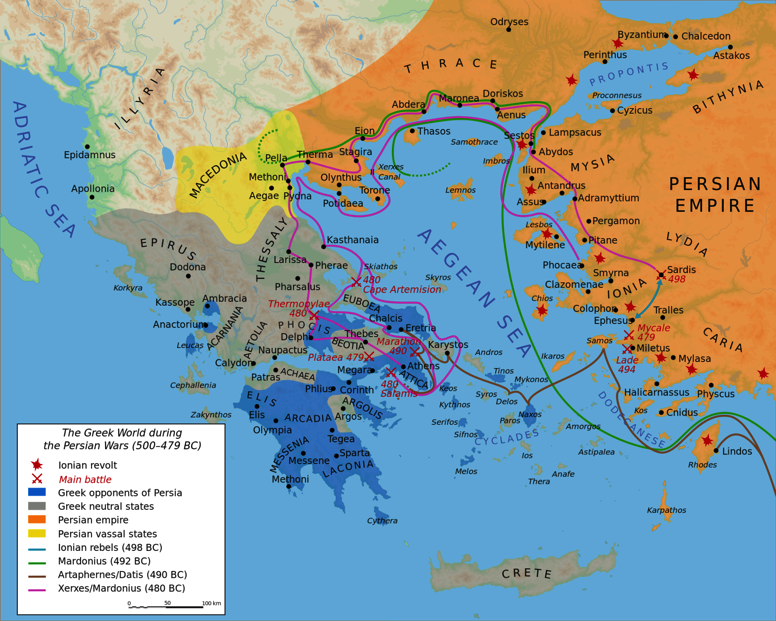 Odryses
Byzantium
Chalcedon
Perinthus
Astakos
THRACE
PROPONTIS
ILLYRIA
Proconnesus
BITHYNIA
Maronea
Doriskos
Abdera
Aenus
Cyzicus
ADRIATIC SEA
Eion
Thasos
Sestos
Lampsacus
Samothrace
Epidamnus
Pella
Therma
Stagira
Abydos
Imbros
MYSIA
MACEDONIA
Xerxes
Canal
Methoni
Olynthus
Ilium
Antandrus
PERSIAN
EMPIRE
Apollonia
Aegae
Pydna
Torone
Lemnos
Assus
Adramyttium
Potidaea
Lesbos
Pergamon
EPIRUS
THESSALY
Kasthanaia
AEGEAN SEA
Mytilene
Pitane
LYDIA
Dodona
Larissa
Pherae
Skiathos
Phocaea
Smyrna
Sardis
498
Korkyra
Pharsalus
480
Cape Artemision
Skyros
Clazomenae
IONIA
Kassope
Ambracia
Thermopylae
480
EUBOEA
Chios
Colophon
Tralles
Anactorium
ACARNANIA
AETOLIA
PHOCIS
Chalcis
Eretria
Ephesus
Mycale
479
CARIA
Leucas
Delphi
Thebes
BEOTIA
Marathon
490
Karystos
Samos
Naupactus
Plataea 479
Andros
Ikaros
Lade
494
Miletus
Mylasa
Calydon
Patras
ACHAEA
Megara
Athens
ATTICA
Tinos
Mykonos
Cephallenia
Phlius
Corinth
480
Salamis
Keos
Syros
Delos
Halicarnassus
Physcus
ELIS
ARGOLIS
Kythnos
Paros
Naxos
DODECANESE
Kos
Cnidus
Zakynthos
Elis
ARCADIA
Argos
Serifos
Amorgos
Olympia
Tegea
Sifnos
CYCLADES
Astipalea
Lindos
MESSENIA
Messene
Sparta
LACONIA
Melos
Ios
Anafe
Rhodes
Methoni
Thera
Cythera
Karpathos
CRETE
The Greek World during
the Persian Wars (500–479 BC)
Ionian revolt
Main battle
Greek opponents of Persia
Greek neutral states
Persian empire
Persian vassal states
Ionian rebels (498 BC)
Mardonius (492 BC)
Artaphernes/Datis (490 BC)
Xerxes/Mardonius (480 BC)
0 50 100 km